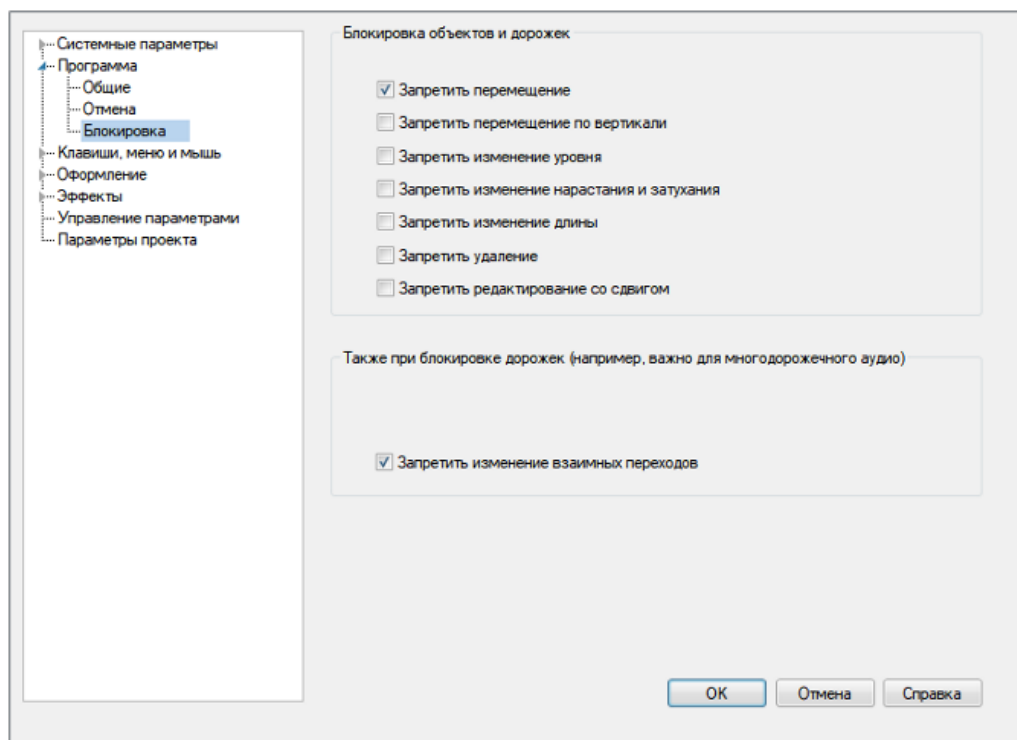 Системные параметры
Программа
Общие
Отмена
Блокировка
Клавиши, меню и мышь
Оформление
Эффекты
Управление параметрами
Параметры проекта
Блокировка объектов и дорожек
Запретить перемещение
Запретить перемещение по вертикали
Запретить изменение уровня
Запретить изменение нарастания и затухания
Запретить изменение длины
Запретить удаление
Запретить редактирование со сдвигом
Также при блокировке дорожек (например, важно для многодорожечного аудио)
Запретить изменение взаимных переходов
OK
Отмена
Справка